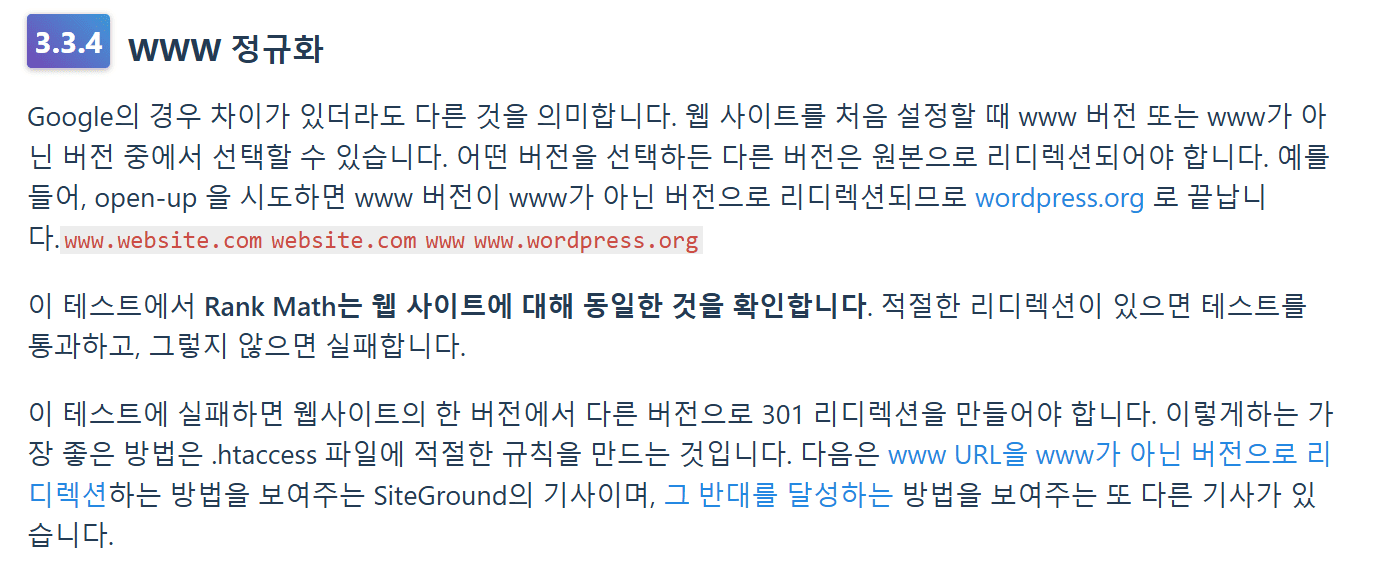 3.3.4 www 정규화
Google의 경우 차이가 있더라도 다른 것을 의미합니다. 웹 사이트를 처음 설정할 때 www 버전 또는 www가 아
닌 버전 중에서 선택할 수 있습니다. 어떤 버전을 선택하든 다른 버전은 원본으로 리디렉션되어야 합니다. 예를
들어, open-up 을 시도하면 www 버전이 www가 아닌 버전으로 리디렉션되므로 wordpress.org 로 끝납니
다.www.website.com website.com www www.wordpress.org
이 테스트에서 Rank Math는 웹 사이트에 대해 동일한 것을 확인합니다. 적절한 리디렉션이 있으면 테스트를
통과하고, 그렇지 않으면 실패합니다.
이 테스트에 실패하면 웹사이트의 한 버전에서 다른 버전으로 301 리디렉션을 만들어야 합니다. 이렇게하는 가
장 좋은 방법은 .htaccess 파일에 적절한 규칙을 만드는 것입니다. 다음은 www URL을 www가 아닌 버전으로 리
디렉션하는 방법을 보여주는 SiteGround의 기사이며, 그 반대를 달성하는 방법을 보여주는 또 다른 기사가 있
습니다.